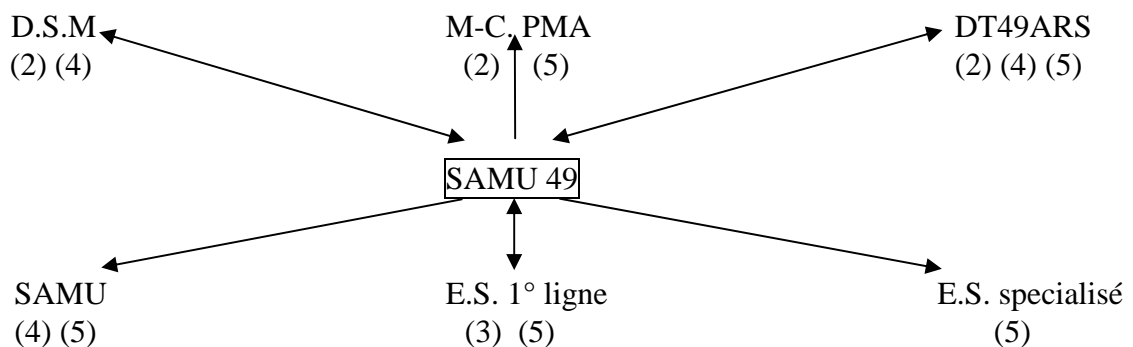 D.S.M M-C. PMA DT49ARS
(2) (4) (2) (5) (2) (4) (5)
SAMU 49
SAMU E.S. 1° ligne E.S. specialisé
(4) (5) (3) (5) (5)